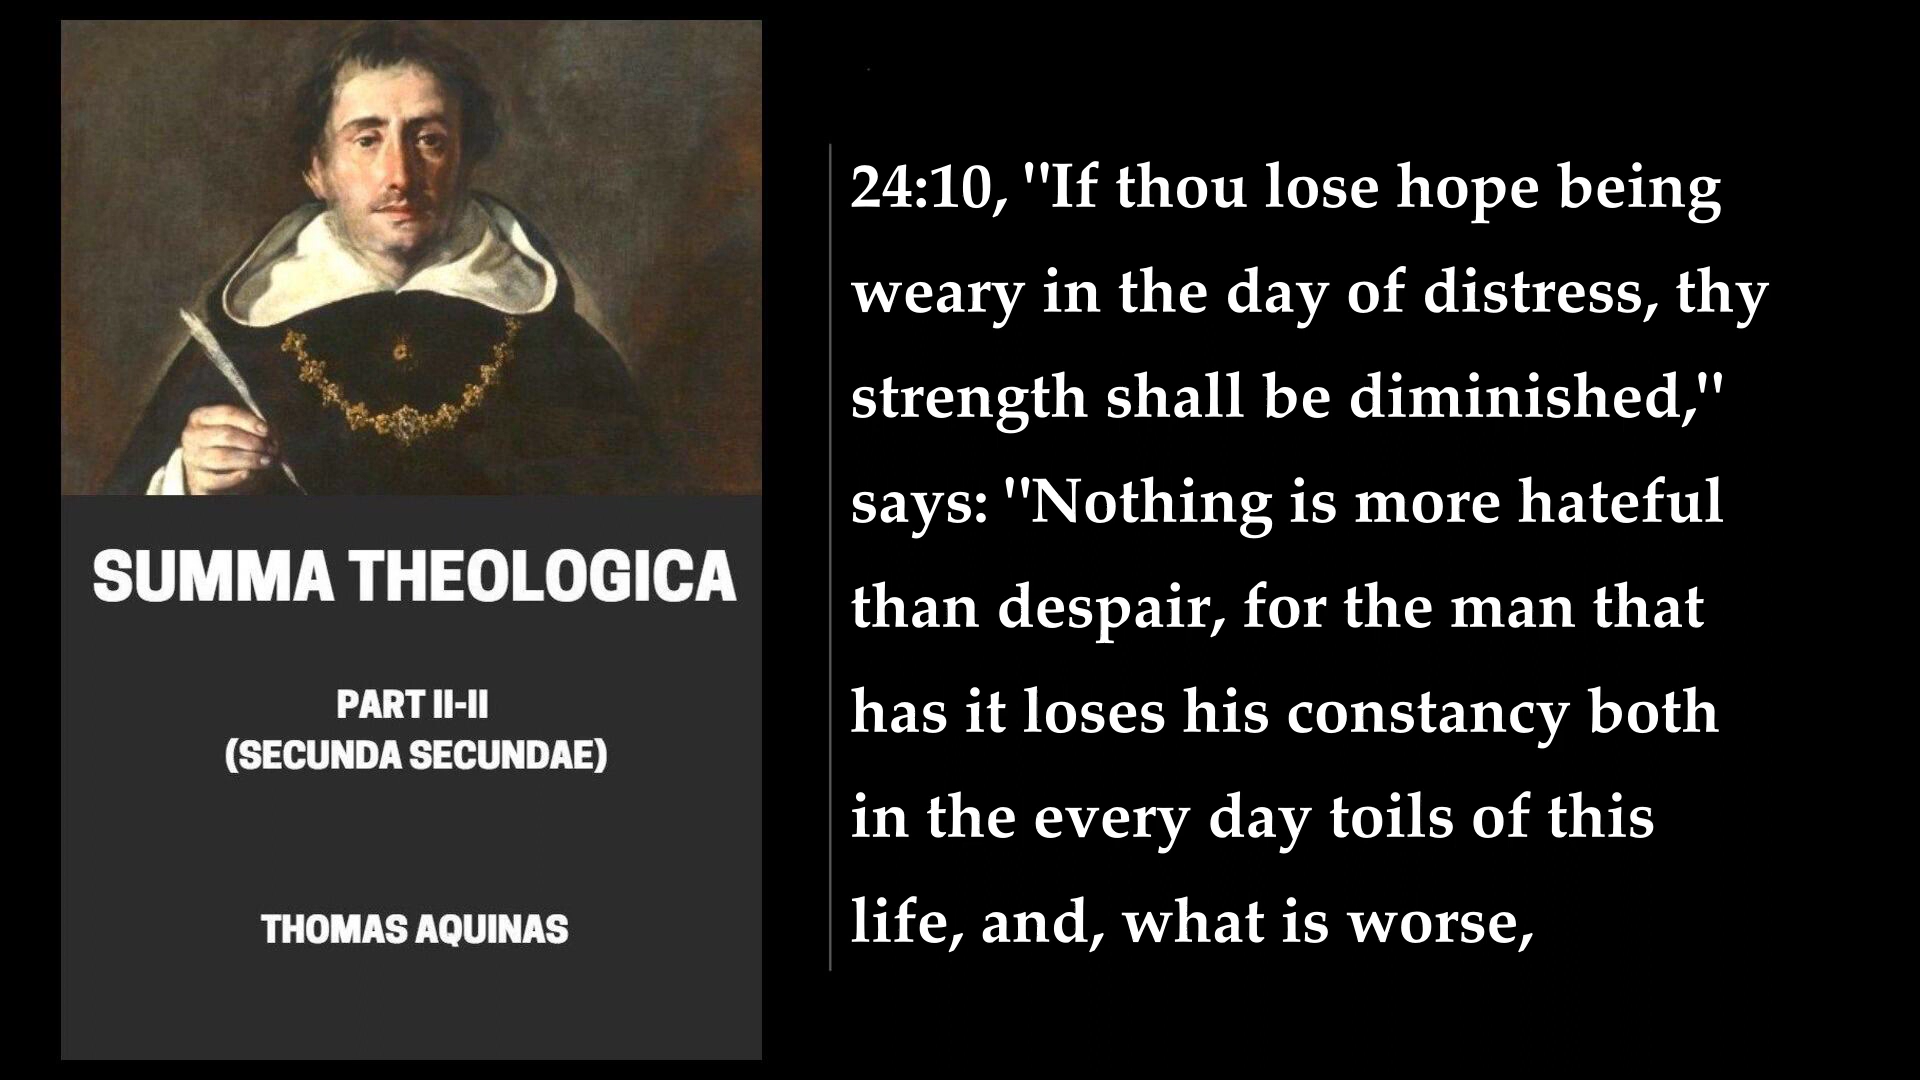 SUMMA THEOLOGICA
PART II-II
(SECUNDA SECUNDAE)
THOMAS AQUINAS
24:10, "If thou lose hope being
weary in the day of distress, thy
strength shall be diminished,"
says: "Nothing is more hateful
than despair, for the man that
has it loses his constancy both
in the every day toils of this
life, and, what is worse,